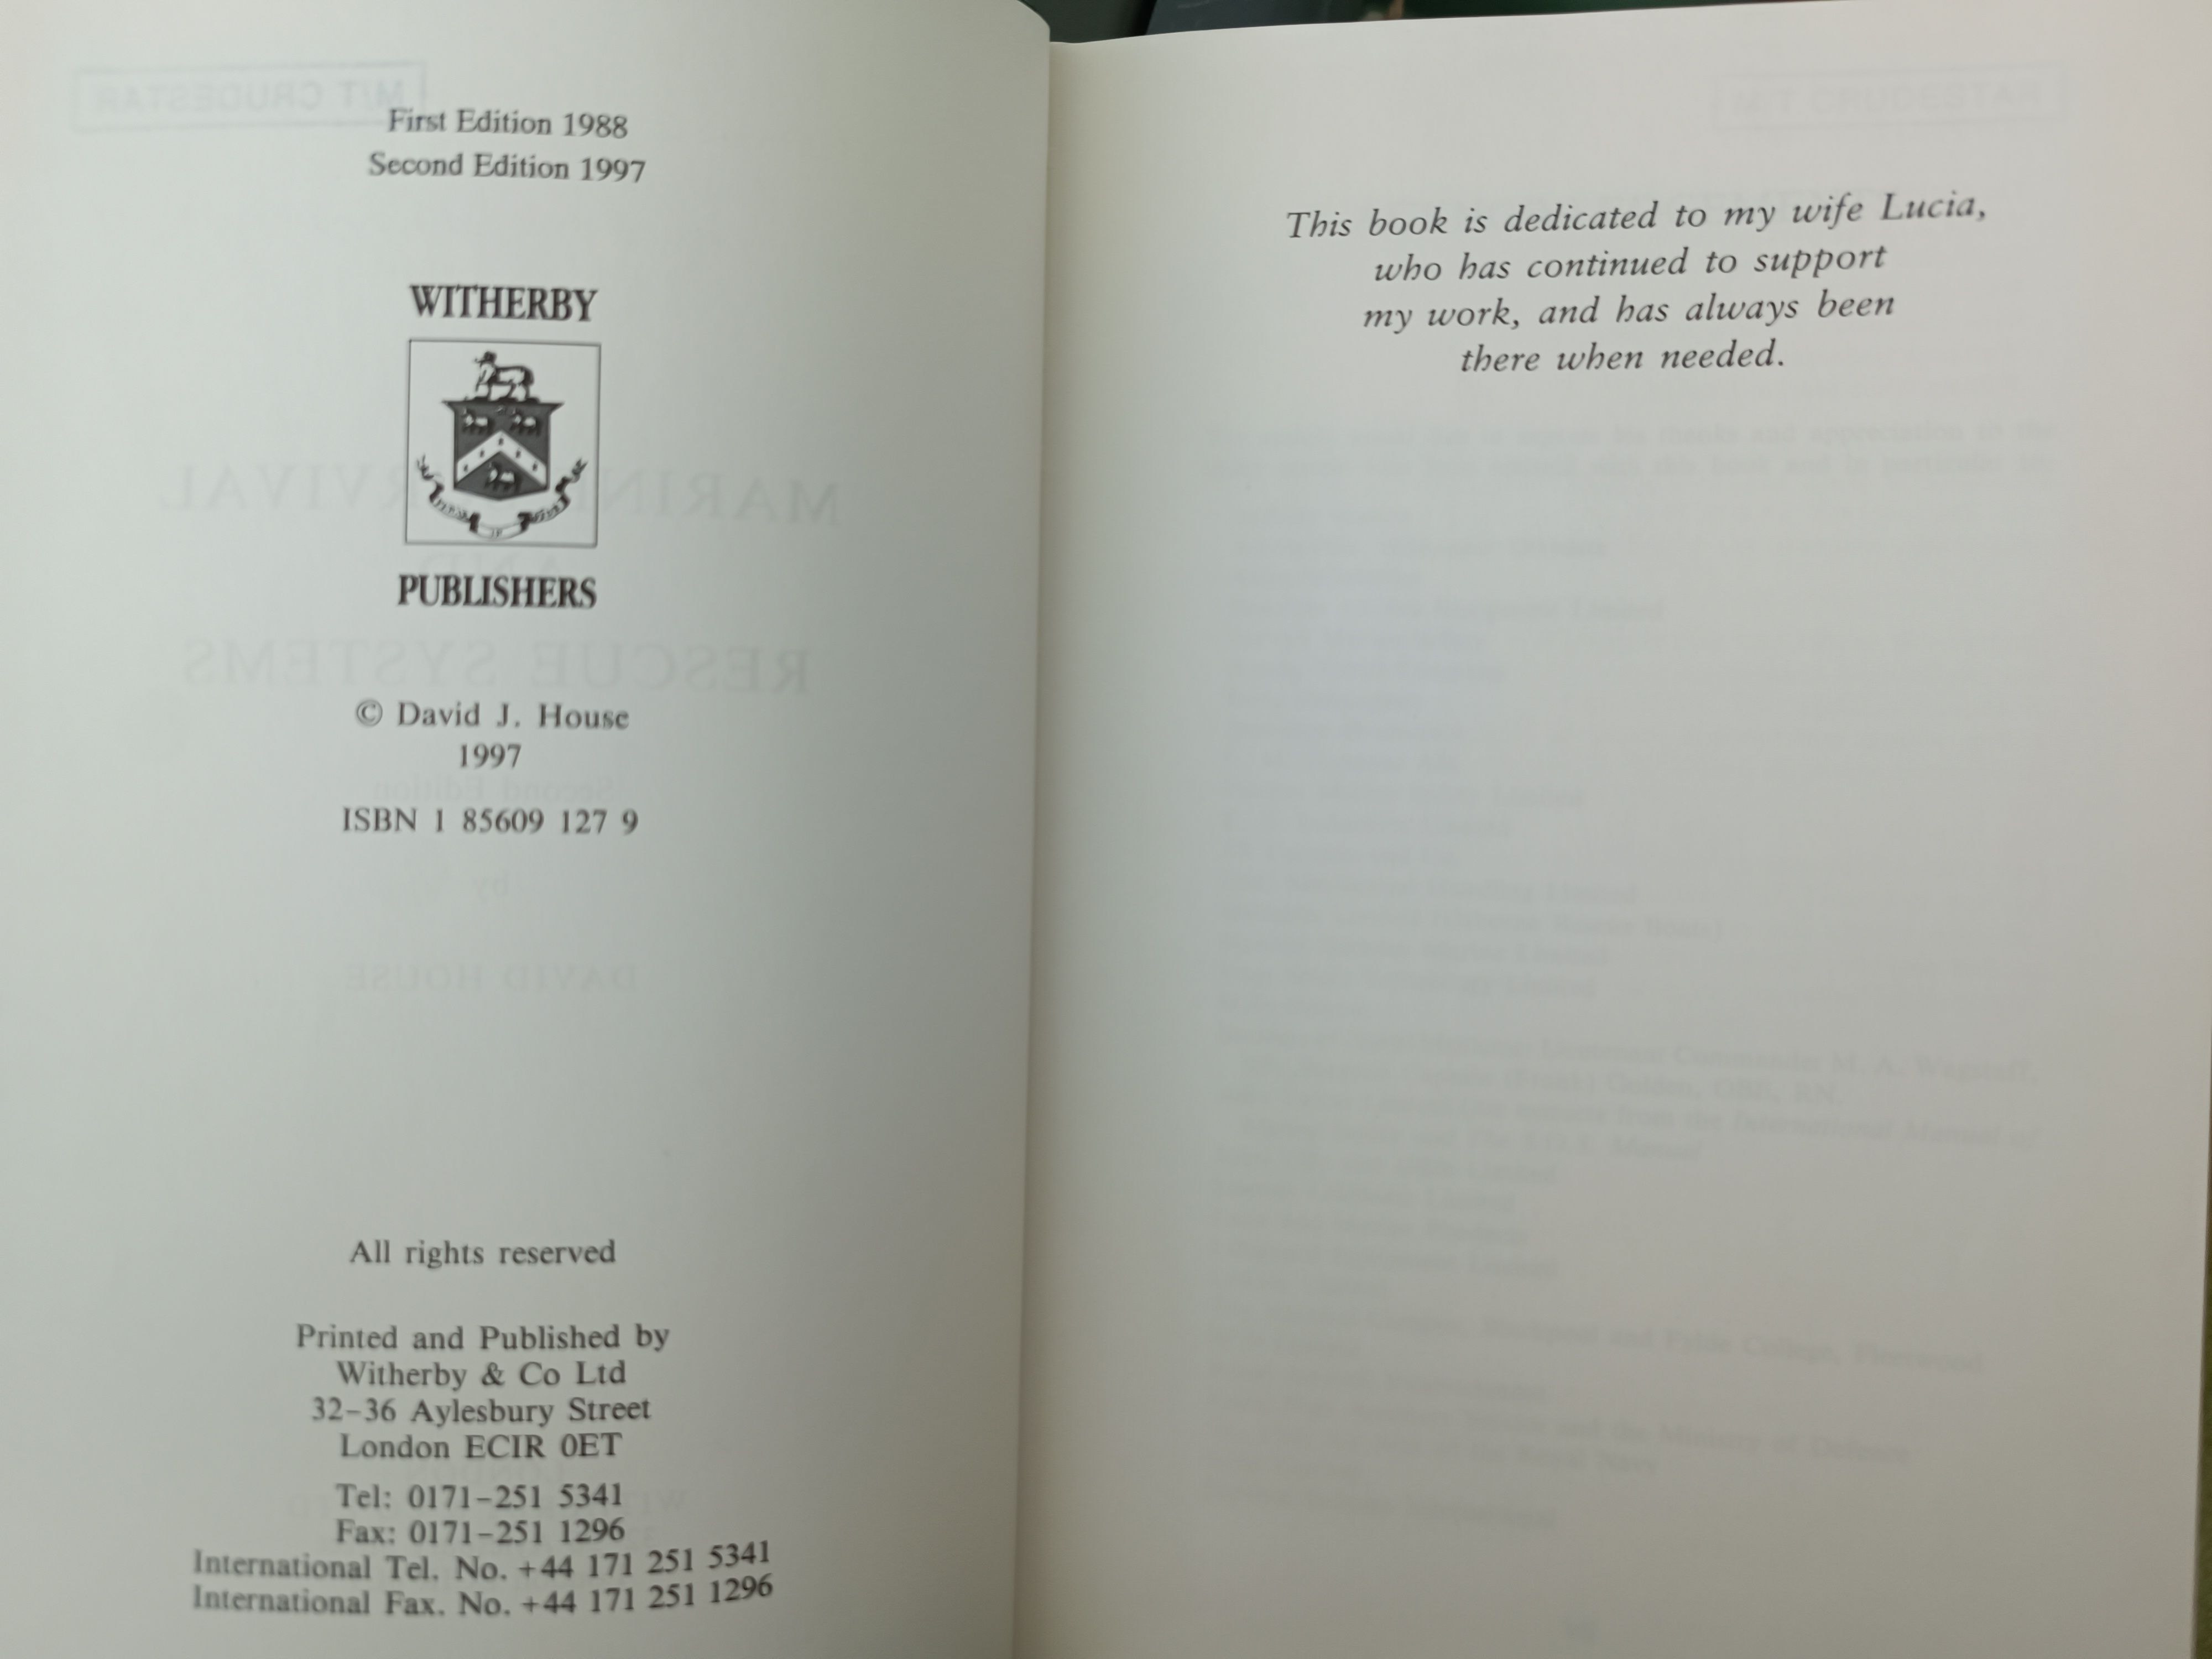 First Edition 1988
Second Edition 1997
WITHERBY
PUBLISHERS
© David J. House
1997
ISBN 1 85609 127 9
All rights reserved
Printed and Published by
Witherby & Co Ltd
32–36 Aylesbury Street
London ECIR 0ET
Tel: 0171–251 5341
Fax: 0171–251 1296
International Tel. No. +44 171 251 5341
International Fax. No. +44 171 251 1296
M/T CRUDESTAR
This book is dedicated to my wife Lucia,
who has continued to support
my work, and has always been
there when needed.